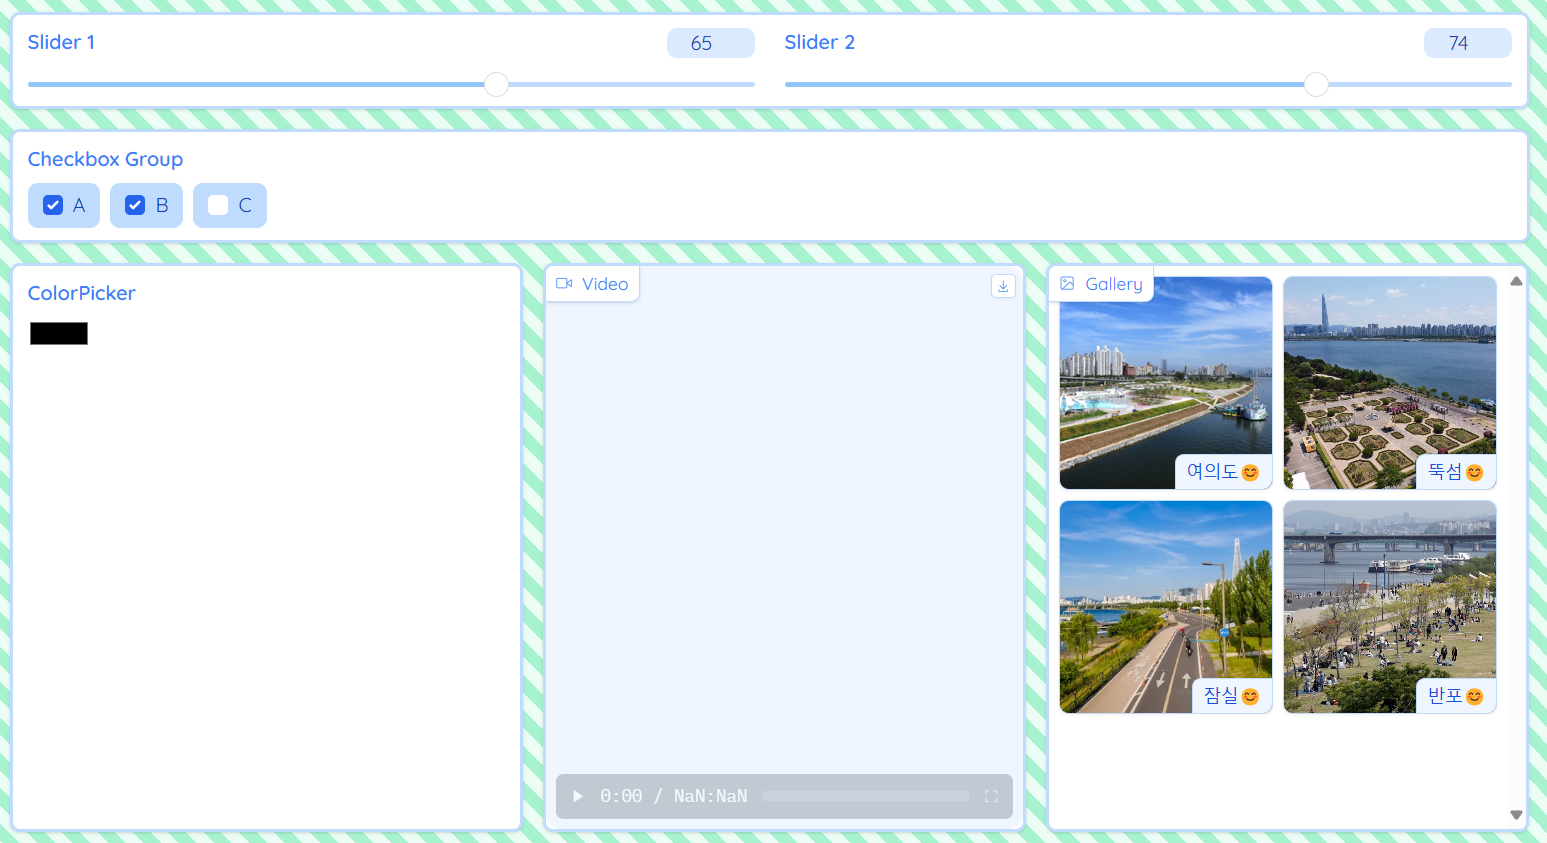 Slider 1
65
Slider 2
74
Checkbox Group
A
B
C
ColorPicker
Video
0:00 / NaN:NaN
Gallery
여의도😊
뚝섬😊
잠실😊
반포😊